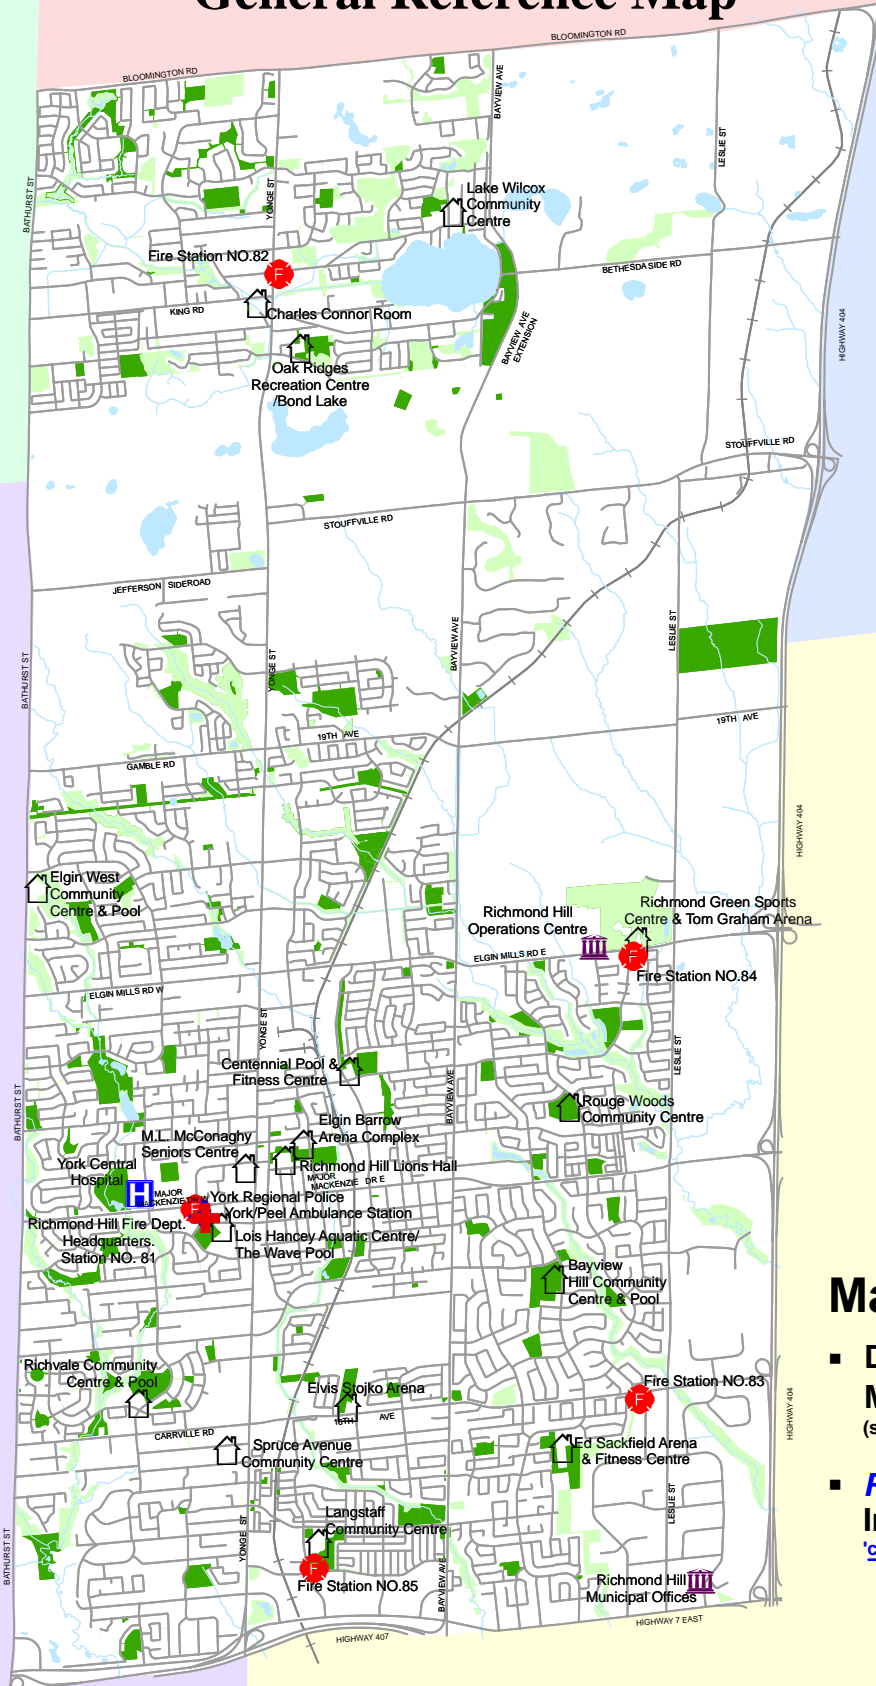 General Reference Map
BLOOMINGTON RD
BLOOMINGTON RD
BAYVIEW AVE
LESLIE ST
BATHURST ST
YONGE ST
Lake Wilcox
Community
Centre
Fire Station NO.82
F
BETHESDA SIDE RD
KING RD
Charles Connor Room
HIGHWAY 404
BAYVIEW AVE
EXTENSION
Oak Ridges
Recreation Centre
/Bond Lake
STOUFFVILLE RD
STOUFFVILLE RD
JEFFERSON SIDEROAD
LESLIE ST
BAYVIEW AVE
YONGE ST
BATHURST ST
19TH AVE
19TH AVE
GAMBLE RD
HIGHWAY 404
Elgin West
Community
Centre & Pool
Richmond Hill
Operations Centre
Richmond Green Sports
Centre & Tom Graham Arena
ELGIN MILLS RD E
F
Fire Station NO.84
ELGIN MILLS RD W
YONGE ST
LESLIE ST
Centennial Pool &
Fitness Centre
BAYVIEW AVE
BATHURST ST
Rouge Woods
Community Centre
Elgin Barrow
Arena Complex
M.L. McConaghy
Seniors Centre
Richmond Hill Lions Hall
York Central
Hospital
H
MAJOR
MACKENZIE DR E
MAJOR
MACKENZIE DR W
York Regional Police
F
York/Peel Ambulance Station
Richmond Hill Fire Dept.
Headquarters.
Station NO. 81
Lois Hancey Aquatic Centre/
The Wave Pool
Bayview
Hill Community
Centre & Pool
Richvale Community
Centre & Pool
Elvis Stojko Arena
16TH AVE
Fire Station NO.83
F
HIGHWAY 404
CARRVILLE RD
Spruce Avenue
Community Centre
Ed Sackfield Arena
& Fitness Centre
LESLIE ST
Langstaff
Community Centre
YONGE ST
BATHURST ST
F
Fire Station NO.85
BAYVIEW AVE
Richmond Hill
Municipal Offices
HIGHWAY 7 EAST
HIGHWAY 407
Ma
▪ D
M
(s
▪
In
'c